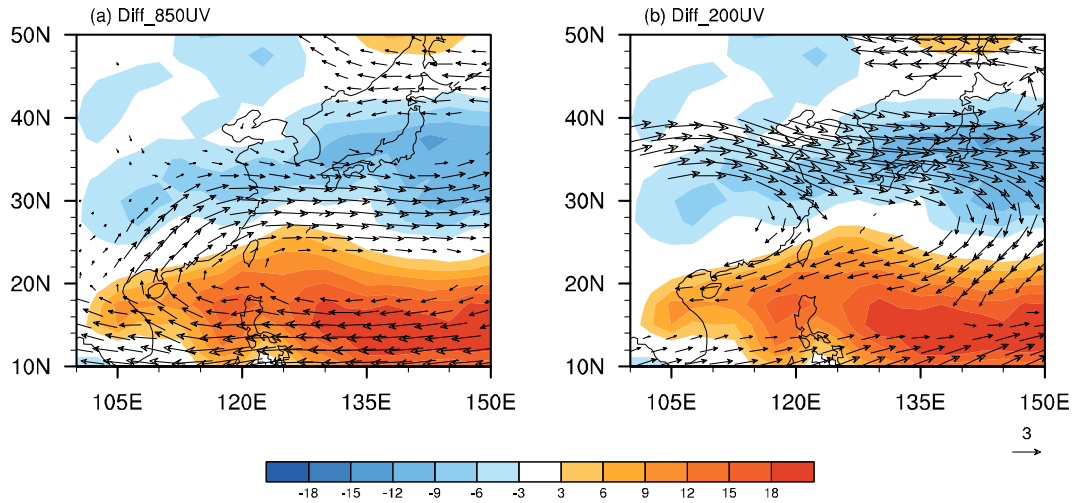 (a) Diff_850UV
(b) Diff_200UV
50N
50N
40N
40N
30N
30N
20N
20N
10N
10N
105E 120E 135E 150E
105E 120E 135E 150E
3
-18 -15 -12 -9 -6 -3 3 6 9 12 15 18